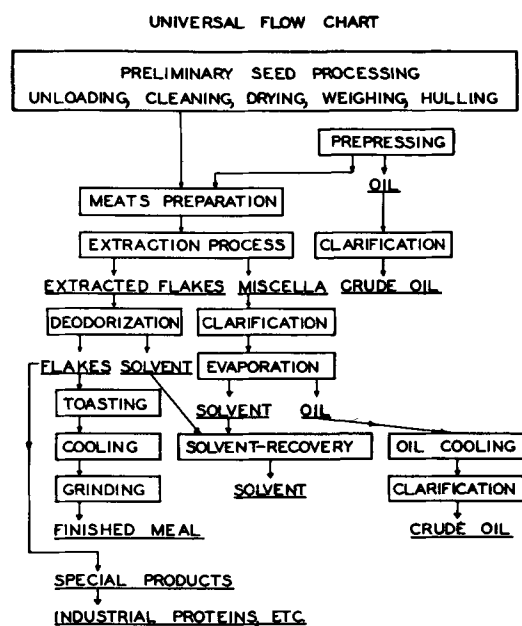 UNIVERSAL FLOW CHART
PRELIMINARY SEED PROCESSING
UNLOADING, CLEANING, DRYING, WEIGHING, HULLING
PREPRESSING
OIL
MEATS PREPARATION
EXTRACTION PROCESS
CLARIFICATION
EXTRACTED FLAKES
MISCELLA
CRUDE OIL
DEODORIZATION
CLARIFICATION
FLAKES
SOLVENT
EVAPORATION
TOASTING
SOLVENT
OIL
COOLING
SOLVENT-RECOVERY
OIL COOLING
GRINDING
SOLVENT
CLARIFICATION
FINISHED MEAL
CRUDE OIL
SPECIAL PRODUCTS
INDUSTRIAL PROTEINS, ETC.